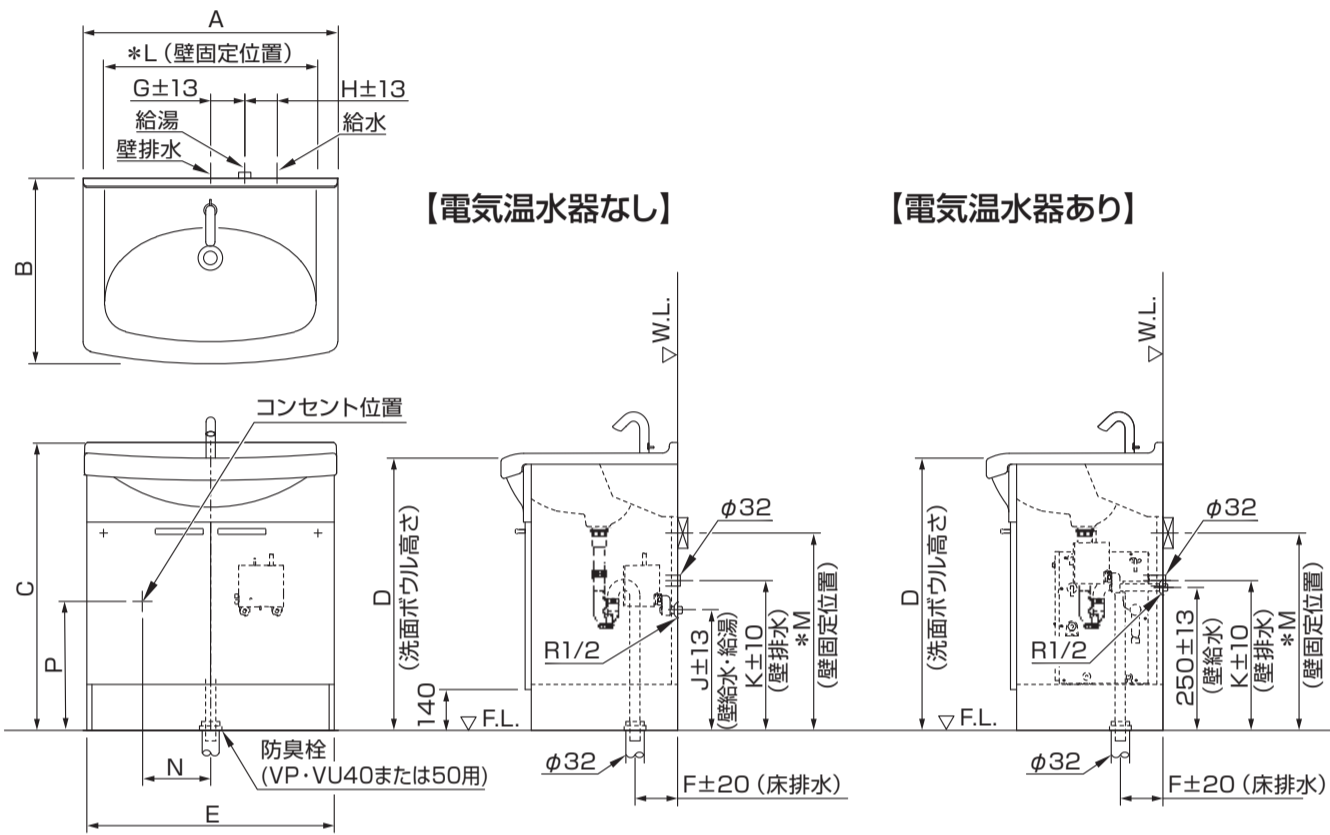 A
*L（壁固定位置）
G±13
H±13
給湯
給水
壁排水
B
【電気温水器なし】
【電気温水器あり】
▽ W.L.
▽ W.L.
コンセント位置
C
P
N
E
防臭栓
(VP・VU40または50用)
D
(洗面ボウル高さ)
140
▽ F.L.
φ32
R1/2
J±13
(壁給水・給湯)
K±10
(壁排水)
*M
(壁固定位置)
φ32
F±20（床排水）
D
(洗面ボウル高さ)
▽ F.L.
φ32
R1/2
250±13
(壁給水)
K±10
(壁排水)
*M
(壁固定位置)
φ32
F±20（床排水）